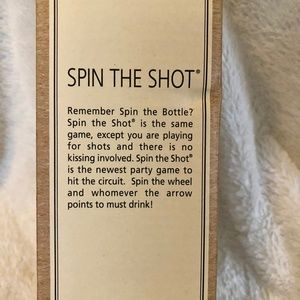 SPIN THE SHOT®
Remember Spin the Bottle?
Spin the Shot® is the same
game, except you are playing
for shots and there is no
kissing involved. Spin the Shot®
is the newest party game to
hit the circuit. Spin the wheel
and whomever the arrow
points to must drink!